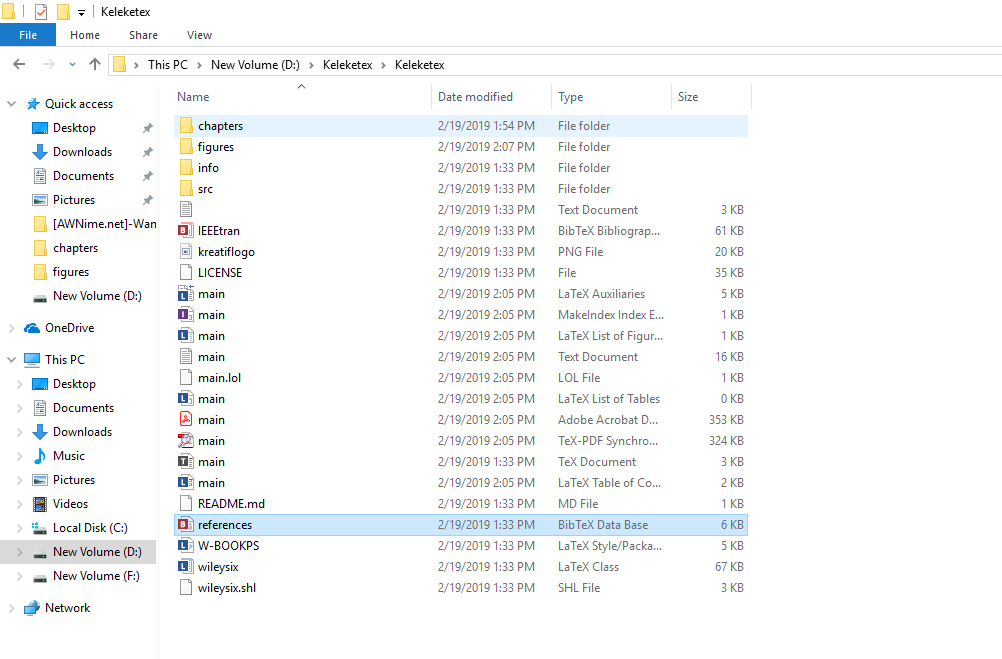 Keleketex
File Home Share View
This PC New Volume (D:) Keleketex Keleketex
Name Date modified Type Size
Quick access
Desktop
Downloads
Documents
Pictures
[AWNime.net]-Wan
chapters
figures
New Volume (D:)
OneDrive
This PC
Desktop
Documents
Downloads
Music
Pictures
Videos
Local Disk (C:)
New Volume (D:)
New Volume (F:)
Network
chapters 2/19/2019 1:54 PM File folder
figures 2/19/2019 2:07 PM File folder
info 2/19/2019 1:33 PM File folder
src 2/19/2019 1:33 PM File folder
2/19/2019 1:33 PM Text Document 3 KB
IEEEtran 2/19/2019 1:33 PM BibTeX Bibliograp... 61 KB
kreatiflogo 2/19/2019 1:33 PM PNG File 20 KB
LICENSE 2/19/2019 1:33 PM File 35 KB
main 2/19/2019 2:05 PM LaTeX Auxiliaries 5 KB
main 2/19/2019 2:05 PM MakeIndex Index E... 1 KB
main 2/19/2019 2:05 PM LaTeX List of Figur... 1 KB
main 2/19/2019 2:05 PM Text Document 16 KB
main.lol 2/19/2019 2:05 PM LOL File 1 KB
main 2/19/2019 2:05 PM LaTeX List of Tables 0 KB
main 2/19/2019 2:05 PM Adobe Acrobat D... 353 KB
main 2/19/2019 2:05 PM TeX-PDF Synchro... 324 KB
main 2/19/2019 1:33 PM TeX Document 3 KB
main 2/19/2019 2:05 PM LaTeX Table of Co... 2 KB
README.md 2/19/2019 1:33 PM MD File 1 KB
references 2/19/2019 1:33 PM BibTeX Data Base 6 KB
W-BOOKPS 2/19/2019 1:33 PM LaTeX Style/Packa... 5 KB
wileysix 2/19/2019 1:33 PM LaTeX Class 67 KB
wileysix.shl 2/19/2019 1:33 PM SHL File 3 KB